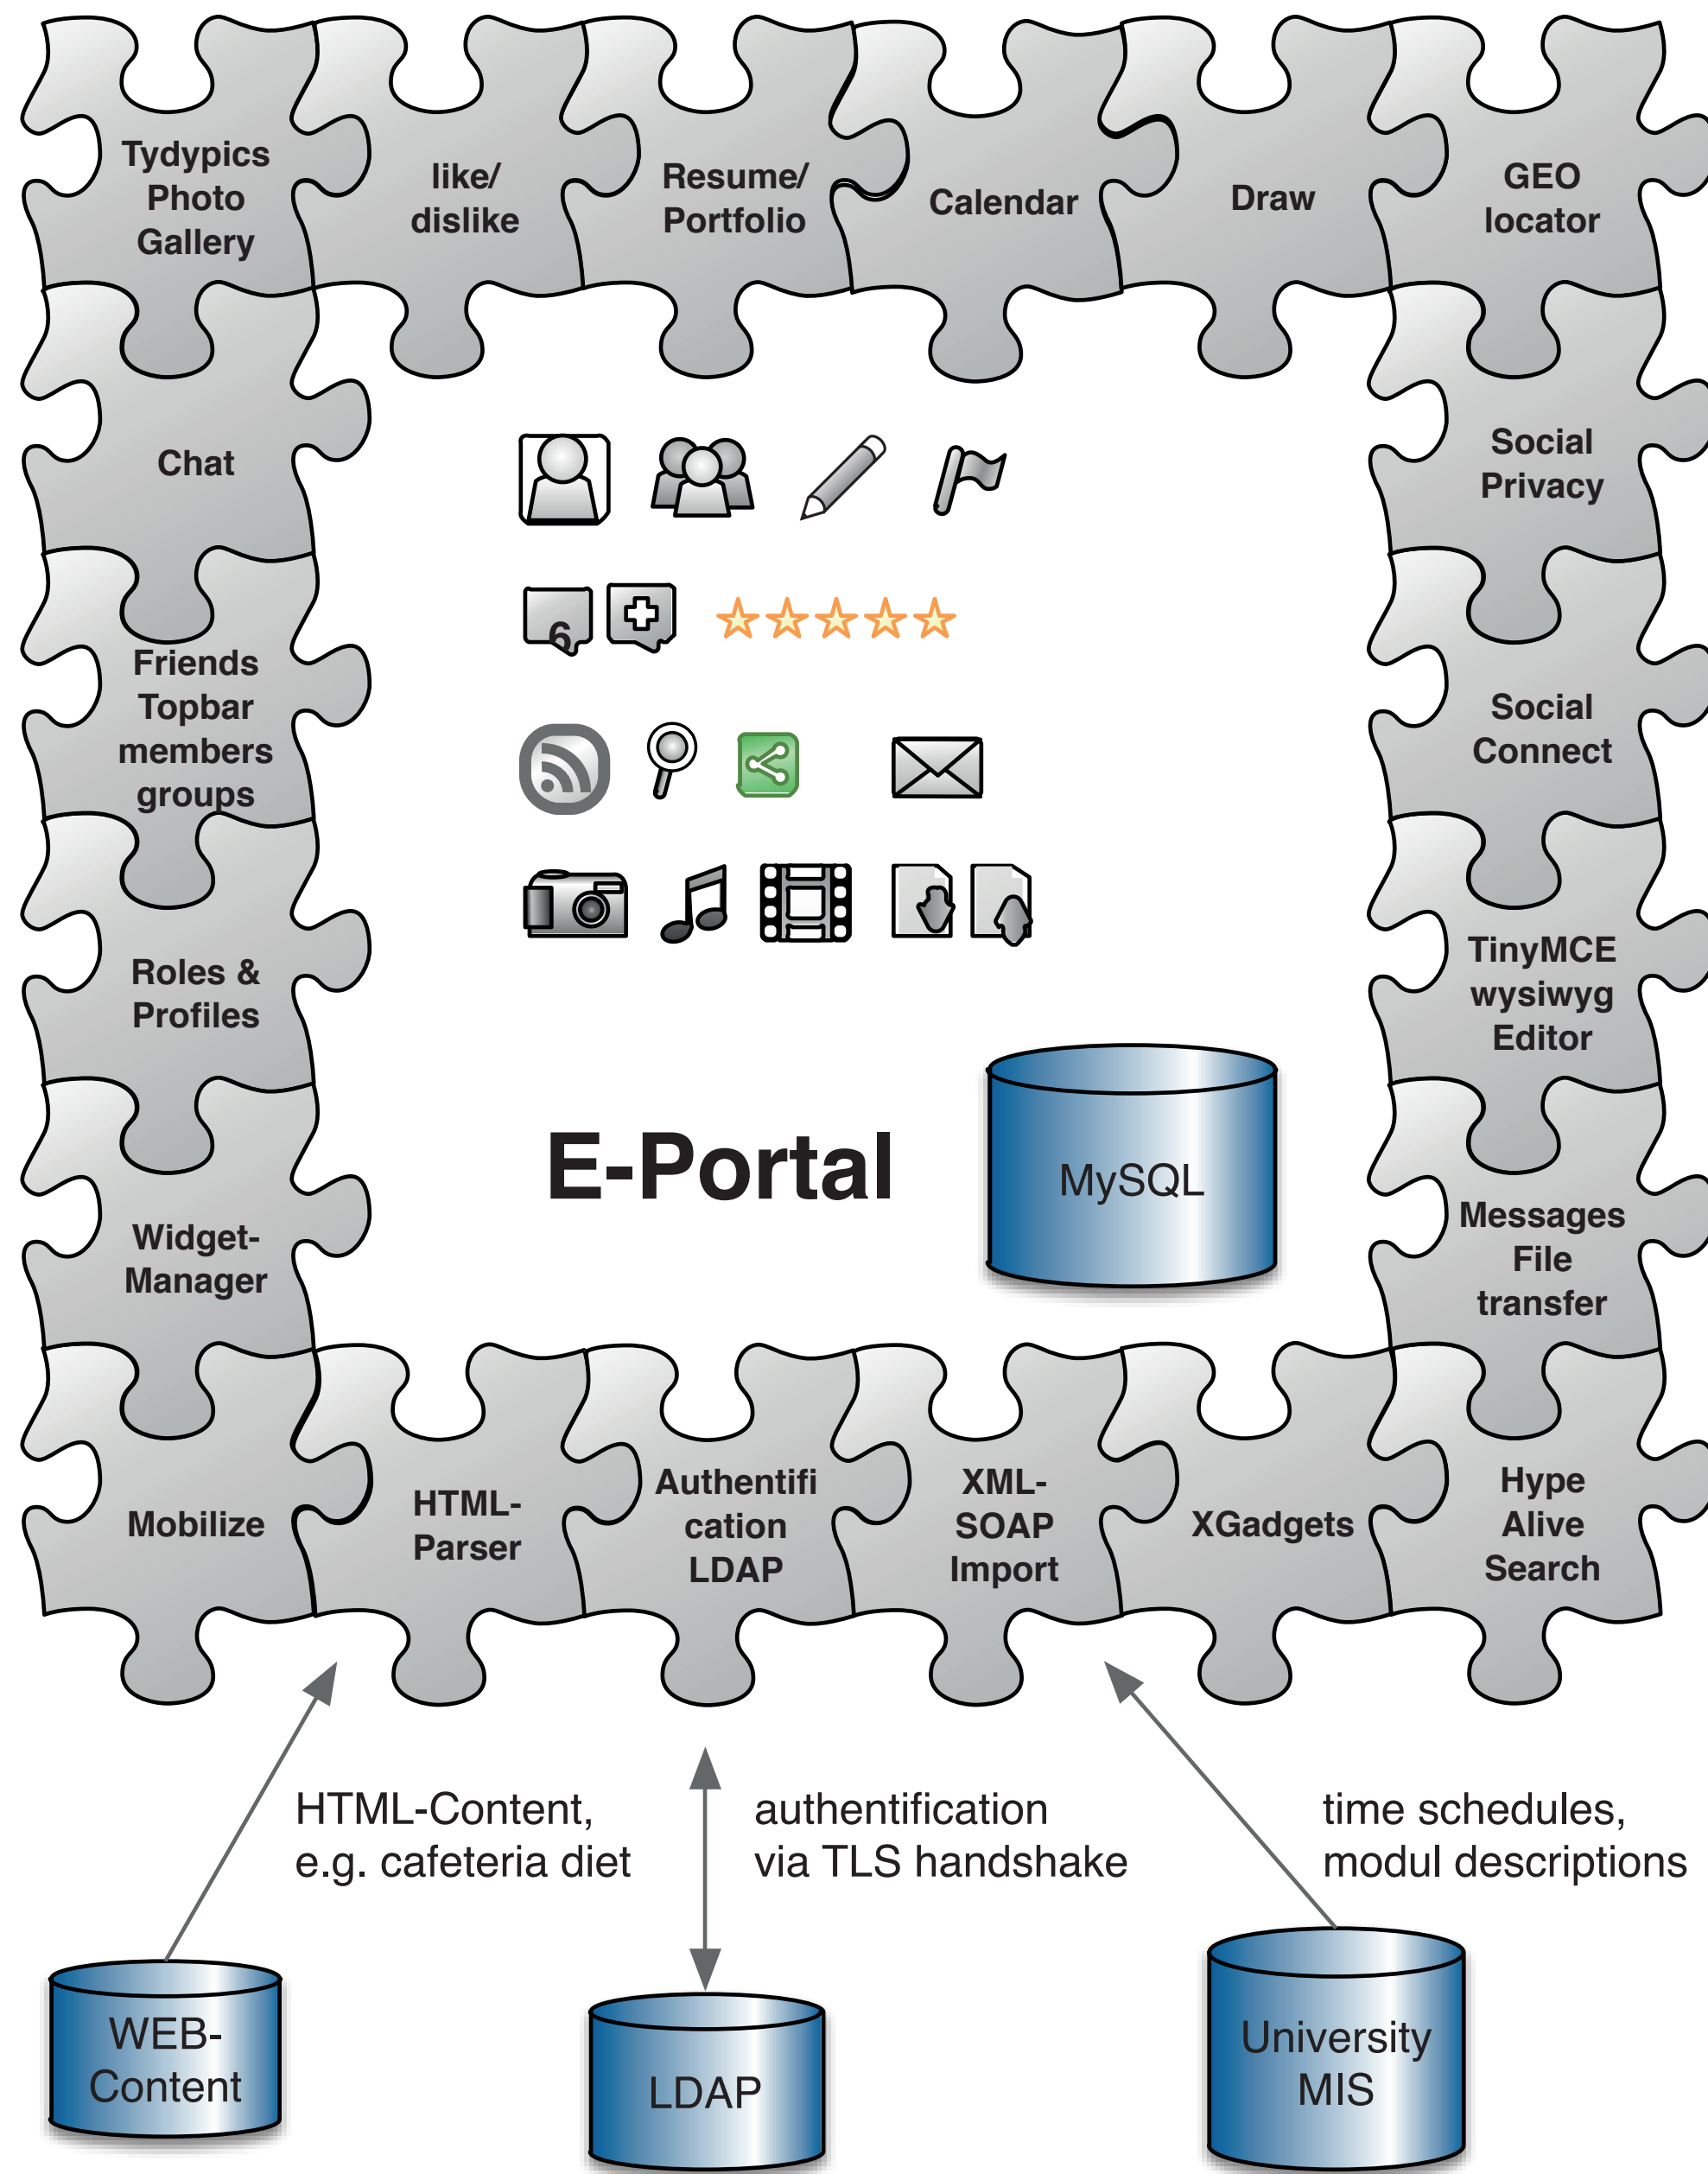 Tydypics
Photo
Gallery
like/
dislike
Resume/
Portfolio
Calendar
Draw
GEO
locator
Chat
Social
Privacy
6
Friends
Topbar
members
groups
Social
Connect
Roles &
Profiles
TinyMCE
wysiwyg
Editor
E-Portal
MySQL
Widget-
Manager
Messages
File
transfer
Mobilize
HTML-
Parser
Authentifi
cation
LDAP
XML-
SOAP
Import
XGadgets
Hype
Alive
Search
HTML-Content,
e.g. cafeteria diet
authentification
via TLS handshake
time schedules,
modul descriptions
WEB-
Content
LDAP
University
MIS